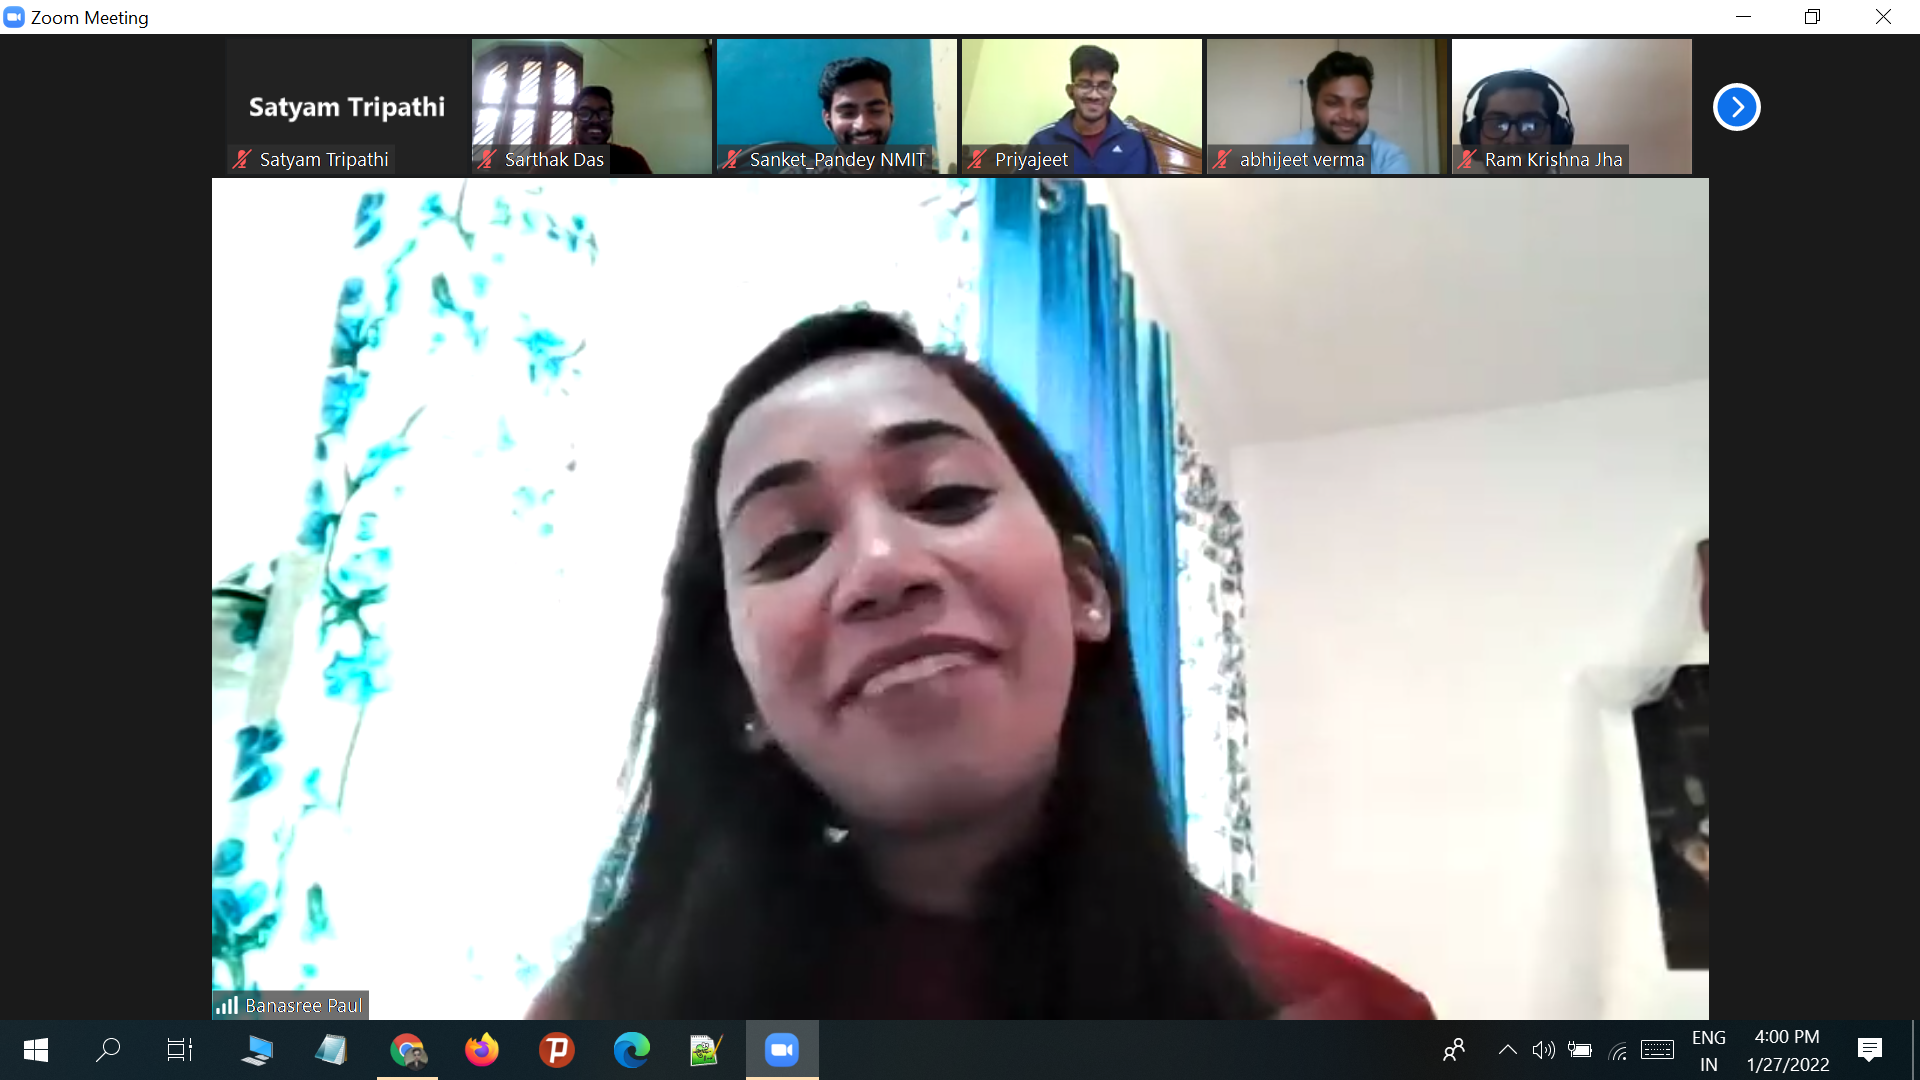 Zoom Meeting
Satyam Tripathi
Satyam Tripathi
Sarthak Das
Sanket_Pandey NMIT
Priyajeet
abhijeet verma
Ram Krishna Jha
Banasree Paul
ENG
IN
4:00 PM
1/27/2022